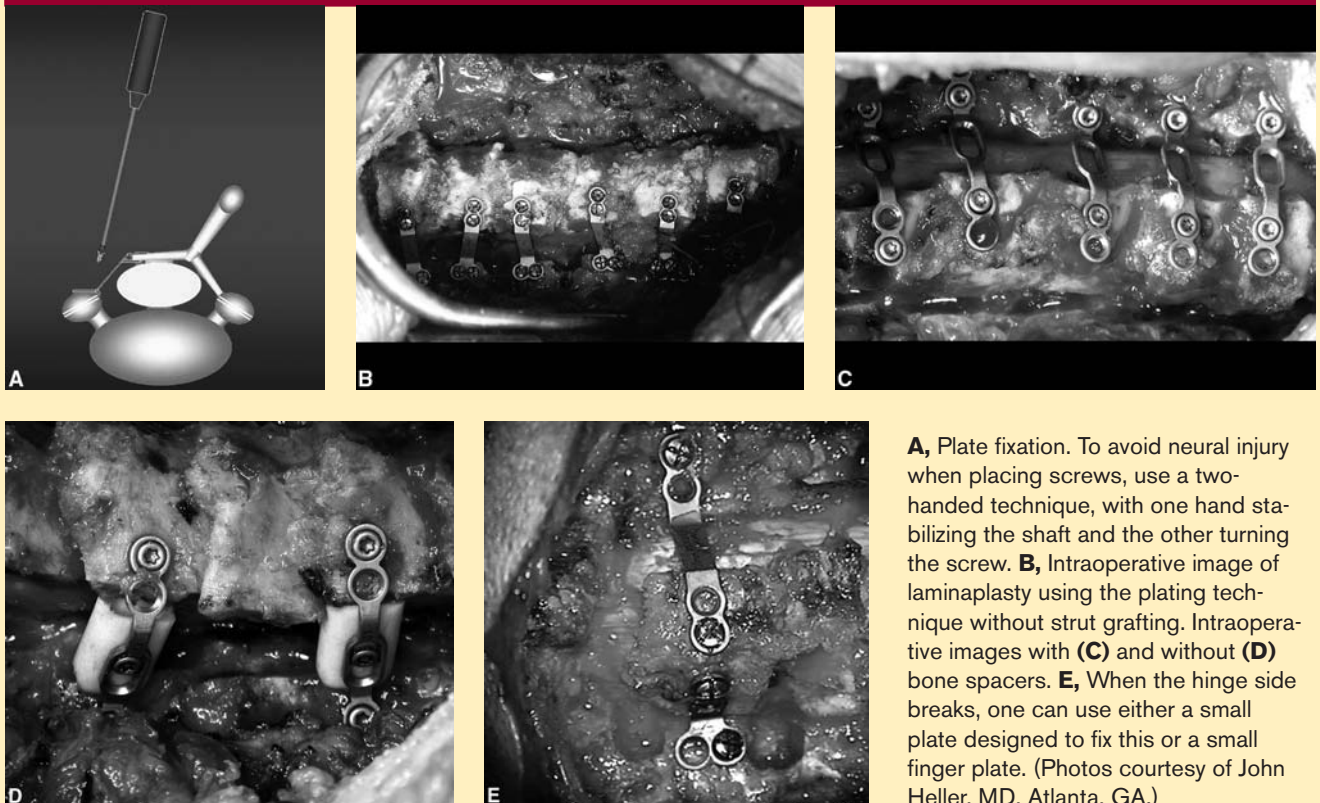 A
B
C
D
E
A, Plate fixation. To avoid neural injury
when placing screws, use a two-
handed technique, with one hand sta-
bilizing the shaft and the other turning
the screw. B, Intraoperative image of
laminaplasty using the plating tech-
nique without strut grafting. Intraopera-
tive images with (C) and without (D)
bone spacers. E, When the hinge side
breaks, one can use either a small
plate designed to fix this or a small
finger plate. (Photos courtesy of John
Heller, MD, Atlanta, GA.)